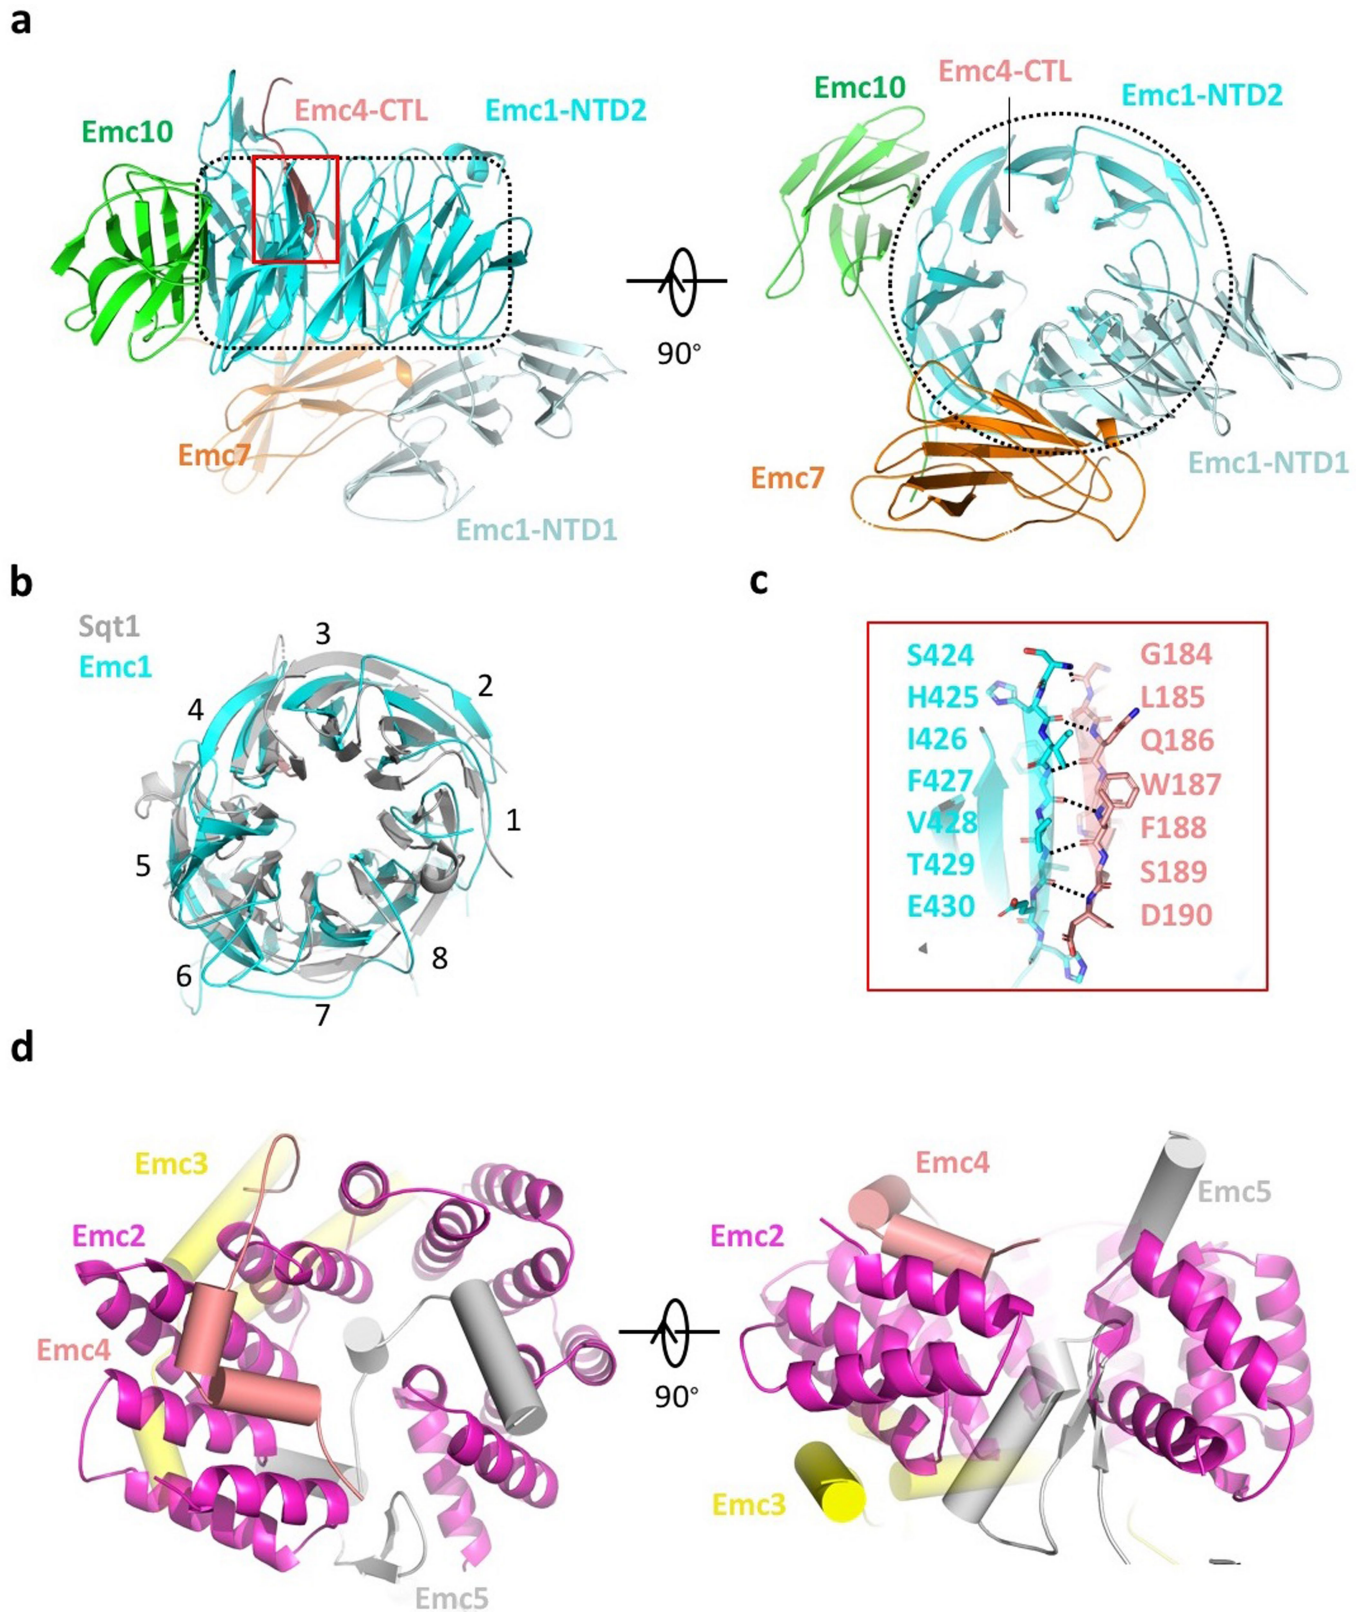 a
Emc10
Emc4-CTL
Emc1-NTD2
Emc7
Emc1-NTD1
90°
Emc10
Emc4-CTL
Emc1-NTD2
Emc7
Emc1-NTD1
b
Sqt1
Emc1
3
2
4
1
5
8
6
7
c
S424 G184
H425 L185
I426 Q186
F427 W187
V428 F188
T429 S189
E430 D190
d
Emc3
Emc2
Emc4
Emc5
90°
Emc4
Emc5
Emc2
Emc3